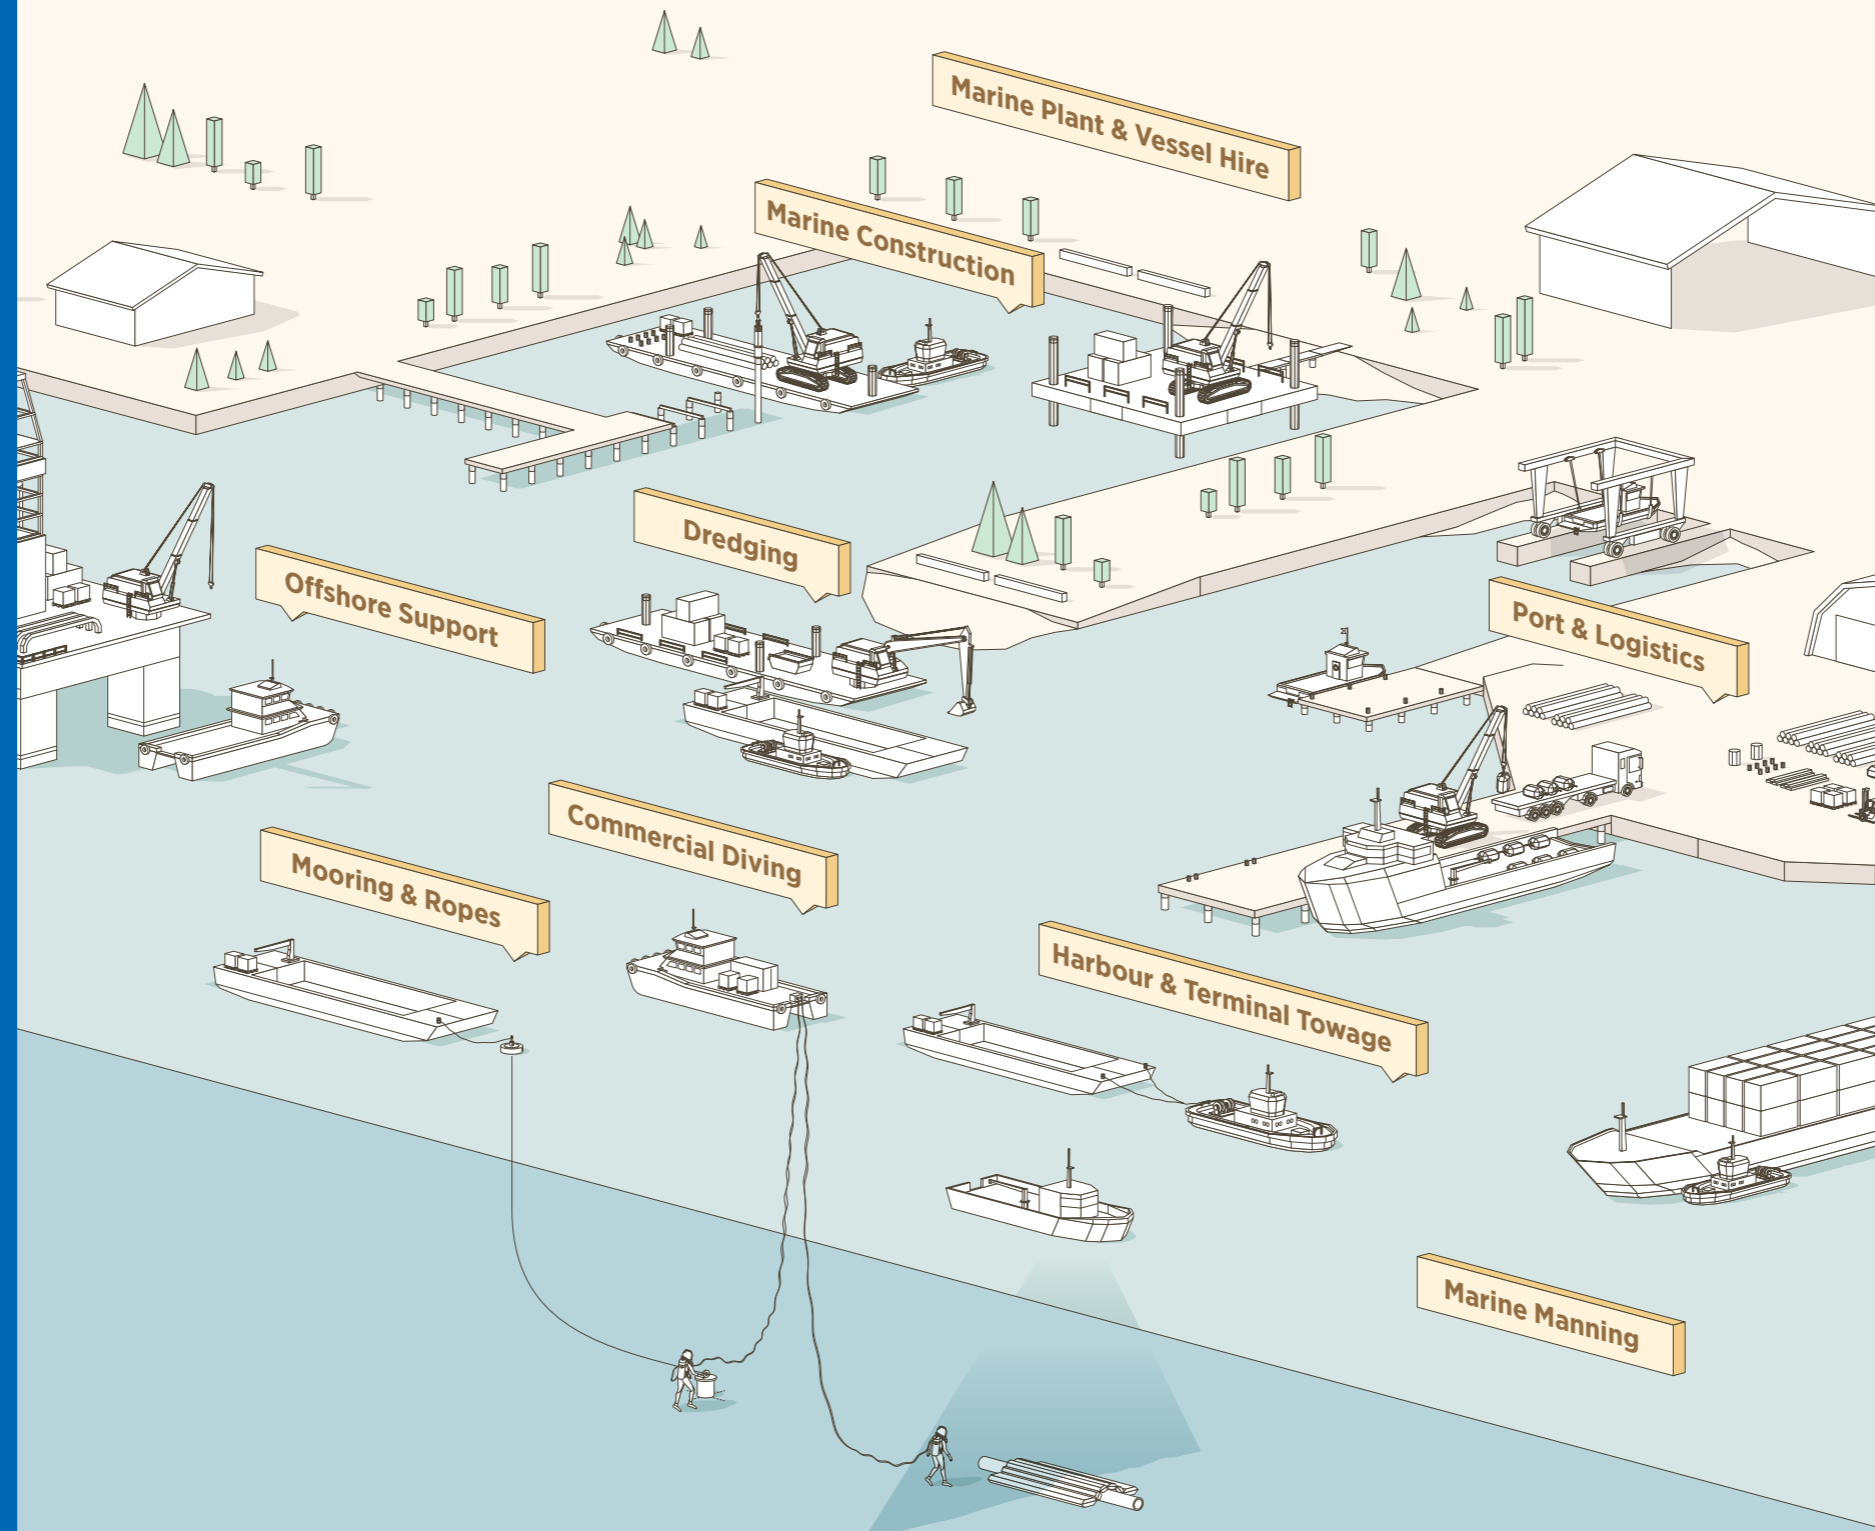 Marine Plant & Vessel Hire
Marine Construction
Dredging
Offshore Support
Port & Logistics
Commercial Diving
Mooring & Ropes
Harbour & Terminal Towage
Marine Manning